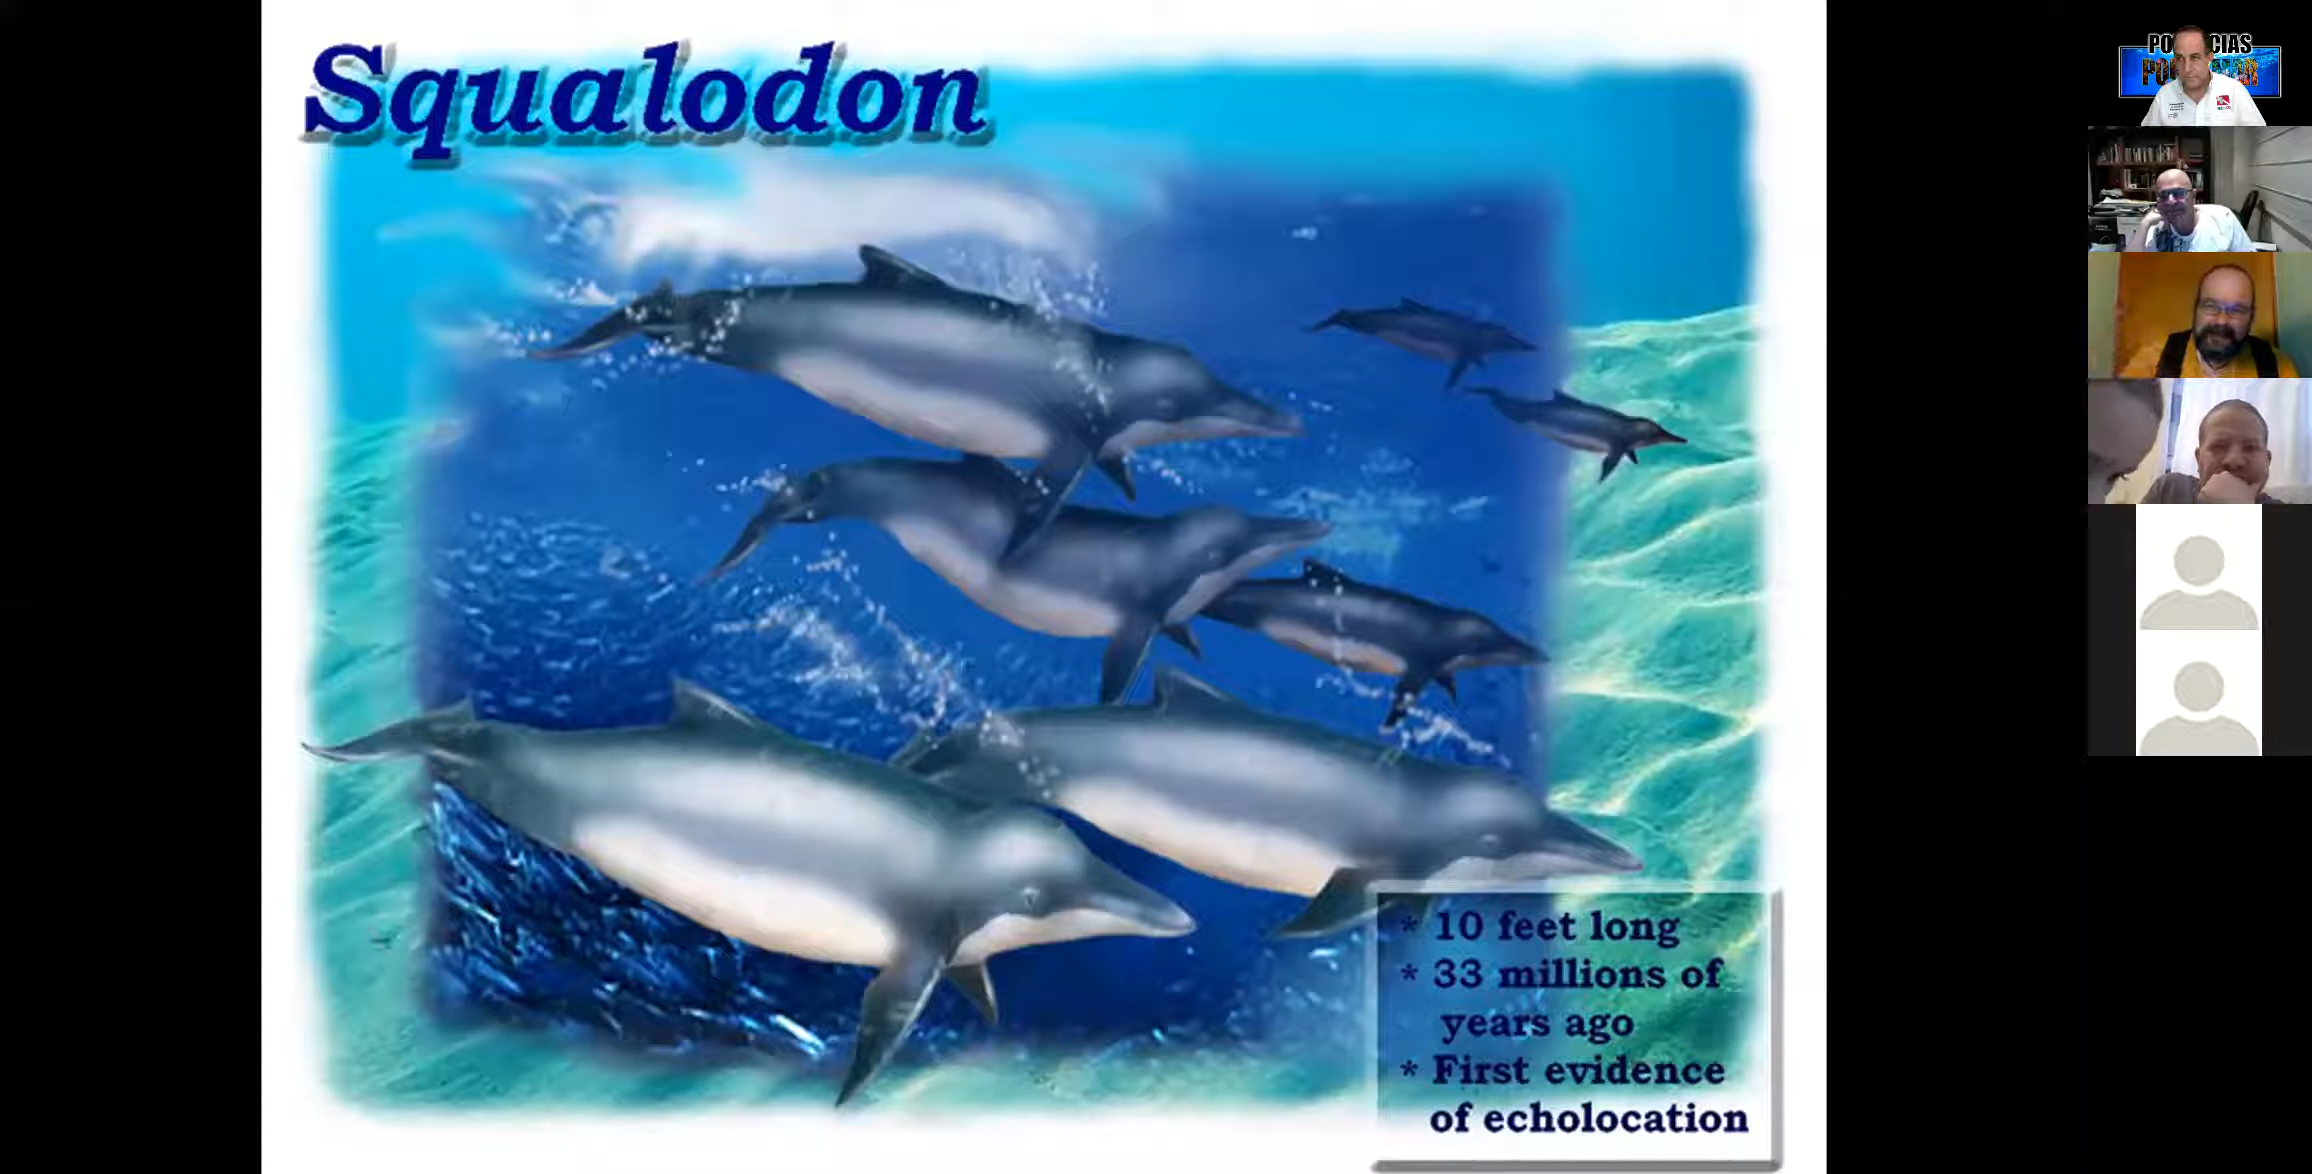 Squalodon
* 10 feet long
* 33 millions of
years ago
* First evidence
of echolocation